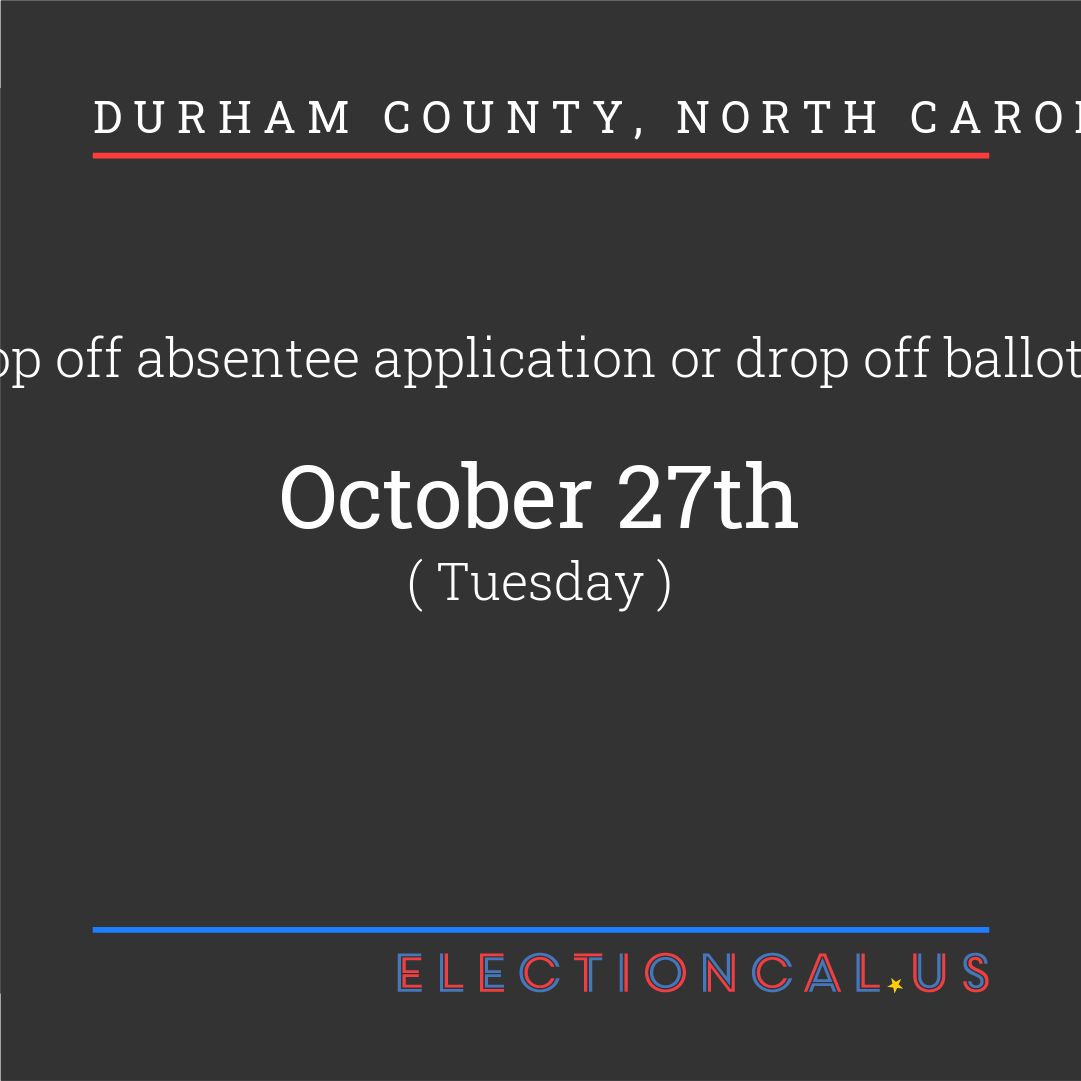 DURHAM COUNTY, NORTH CARO
op off absentee application or drop off ballot
October 27th
( Tuesday )
ELECTIONCAL.US